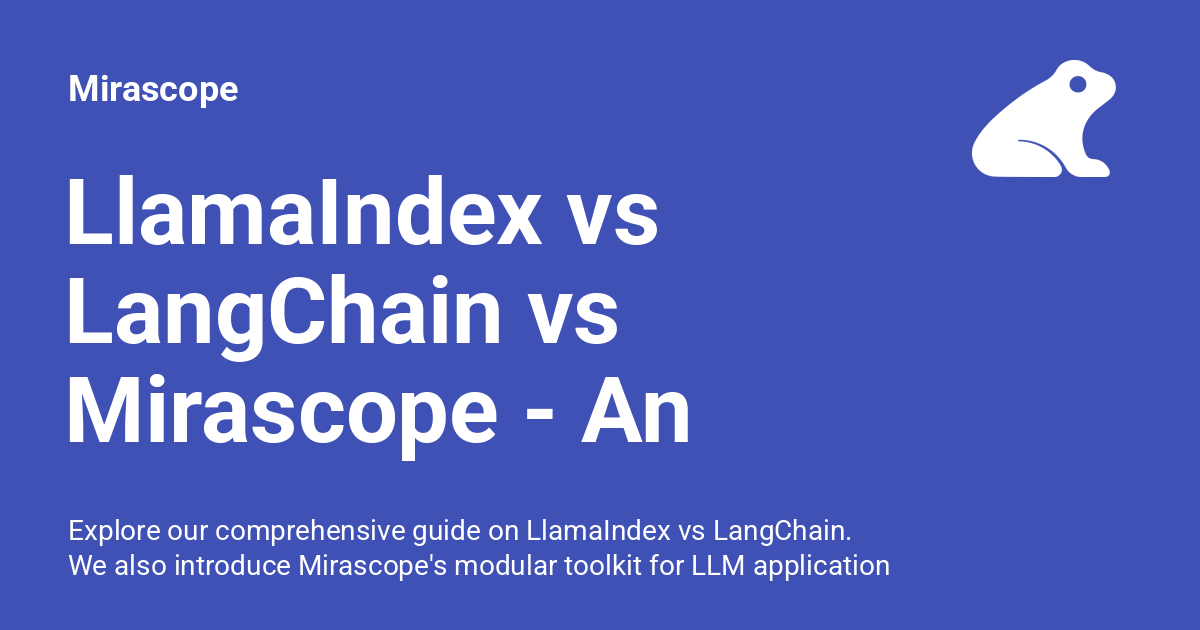 Mirascope
LlamaIndex vs
LangChain vs
Mirascope - An
Explore our comprehensive guide on LlamaIndex vs LangChain.
We also introduce Mirascope's modular toolkit for LLM application